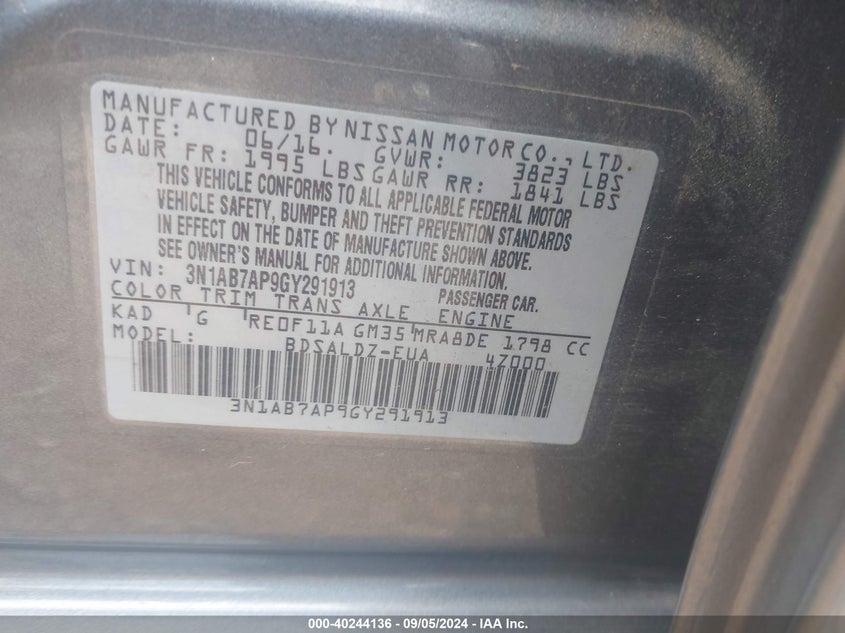 MANUFACTURED BY NISSAN MOTOR CO., LTD.
DATE: 06/16. GVWR: 3823 LBS
GAWR FR: 1995 LBS GAWR RR: 1841 LBS
THIS VEHICLE CONFORMS TO ALL APPLICABLE FEDERAL MOTOR
VEHICLE SAFETY, BUMPER AND THEFT PREVENTION STANDARDS
IN EFFECT ON THE DATE OF MANUFACTURE SHOWN ABOVE.
SEE OWNER'S MANUAL FOR ADDITIONAL INFORMATION.
VIN: 3N1AB7AP9GY291913 PASSENGER CAR.
COLOR TRIM TRANS AXLE ENGINE
KAD G RE0F11A GM35 MRA8DE 1798 CC
MODEL: BDSALDZ-EUA 4Z000
3N1AB7AP9GY291913
000-40244136 - 09/05/2024 - © IAA, Inc.